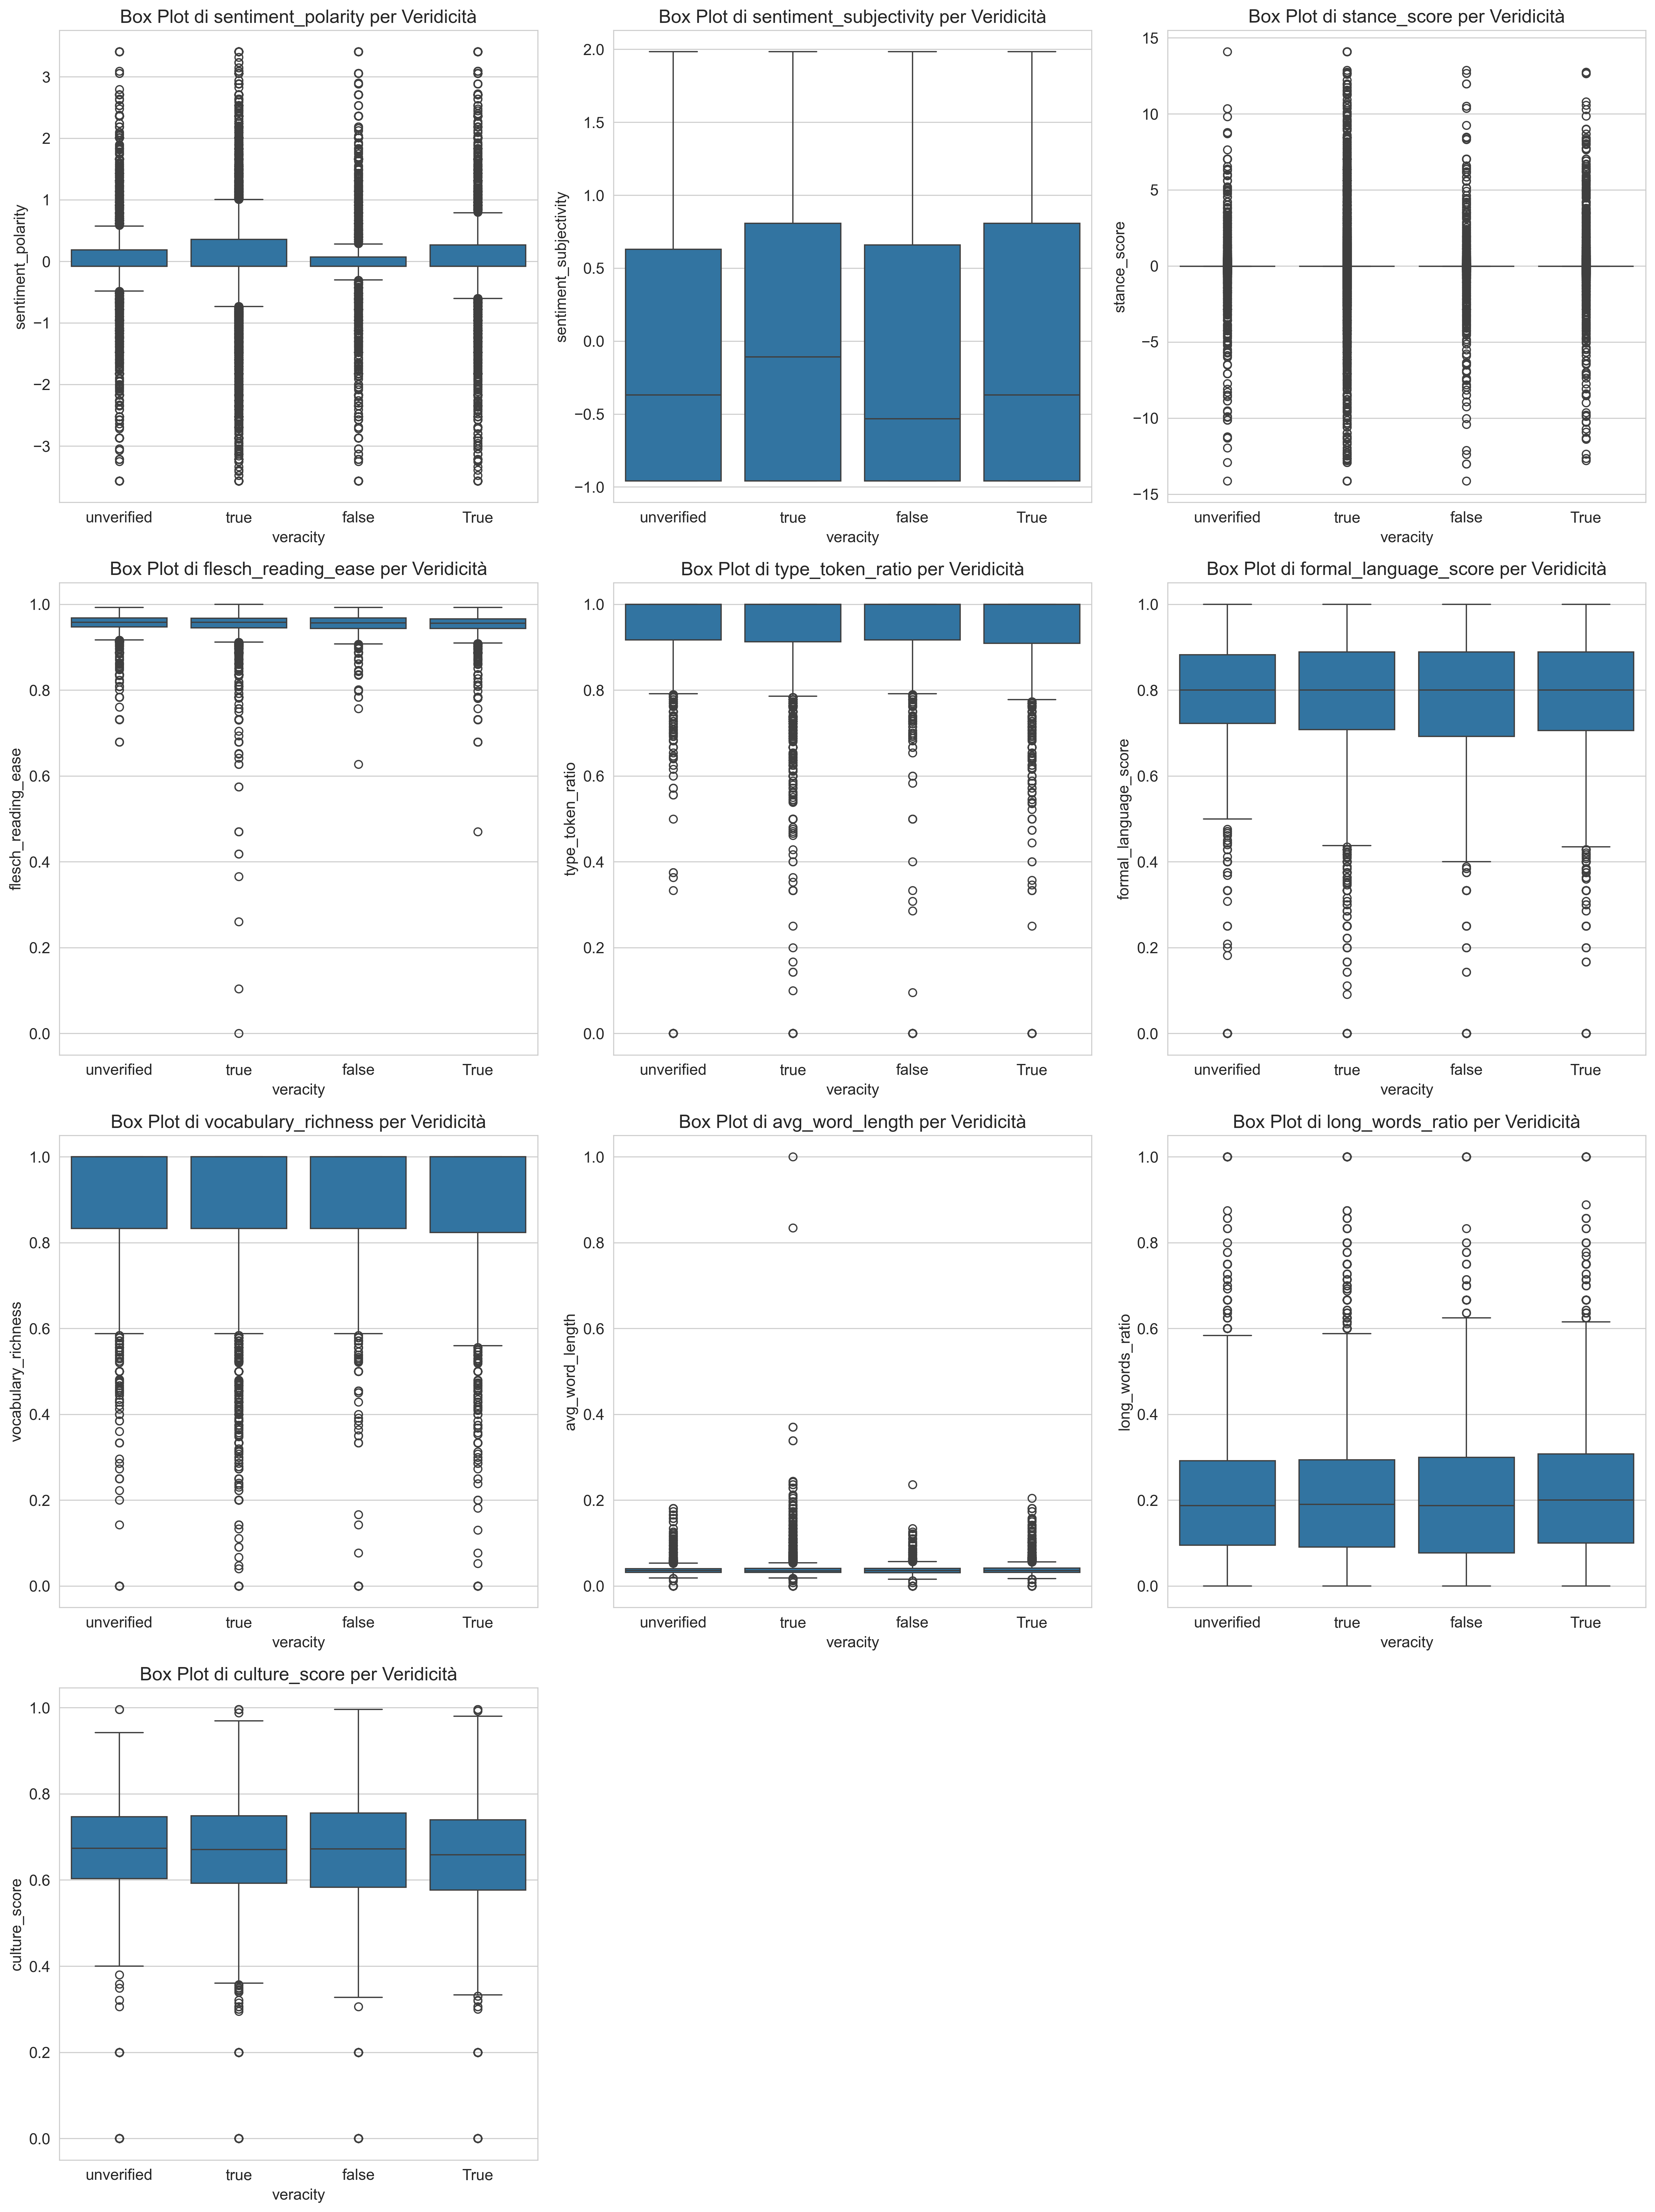 Box Plot di sentiment_polarity per Veridicità
3
2
1
0
−1
−2
−3
sentiment_polarity
unverified true false True
veracity
Box Plot di sentiment_subjectivity per Veridicità
2.0
1.5
1.0
0.5
0.0
−0.5
−1.0
sentiment_subjectivity
unverified true false True
veracity
Box Plot di stance_score per Veridicità
15
10
5
0
−5
−10
−15
stance_score
unverified true false True
veracity
Box Plot di flesch_reading_ease per Veridicità
1.0
0.8
0.6
0.4
0.2
0.0
flesch_reading_ease
unverified true false True
veracity
Box Plot di type_token_ratio per Veridicità
1.0
0.8
0.6
0.4
0.2
0.0
type_token_ratio
unverified true false True
veracity
Box Plot di formal_language_score per Veridicità
1.0
0.8
0.6
0.4
0.2
0.0
formal_language_score
unverified true false True
veracity
Box Plot di vocabulary_richness per Veridicità
1.0
0.8
0.6
0.4
0.2
0.0
vocabulary_richness
unverified true false True
veracity
Box Plot di avg_word_length per Veridicità
1.0
0.8
0.6
0.4
0.2
0.0
avg_word_length
unverified true false True
veracity
Box Plot di long_words_ratio per Veridicità
1.0
0.8
0.6
0.4
0.2
0.0
long_words_ratio
unverified true false True
veracity
Box Plot di culture_score per Veridicità
1.0
0.8
0.6
0.4
0.2
0.0
culture_score
unverified true false True
veracity